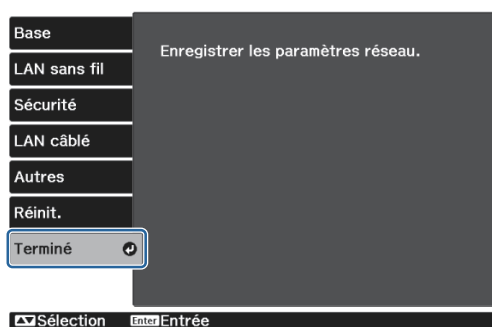 Base
LAN sans fil
Sécurité
LAN câblé
Autres
Réinit.
Terminé
Enregistrer les paramètres réseau.
Sélection Enter Entrée